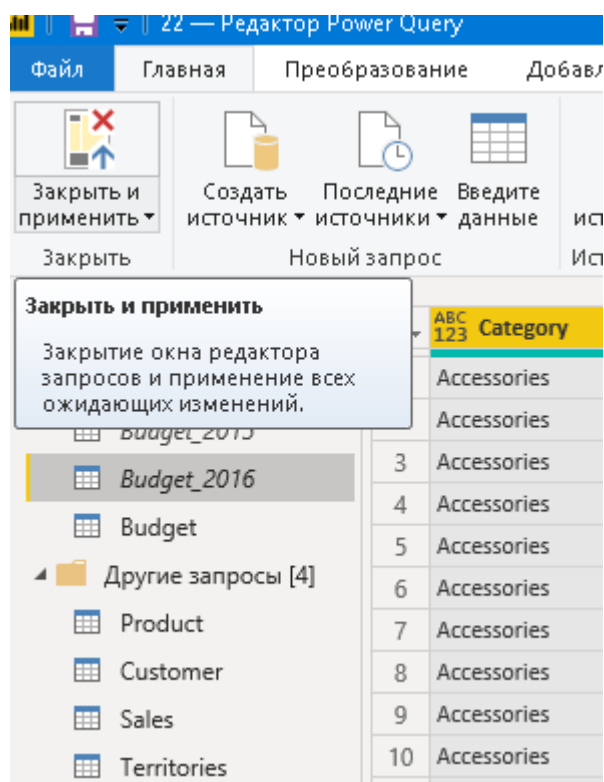 22 — Редактор Power Query
Файл Главная Преобразование Добавл
Закрыть и применить
Создать источник
Последние источники
Введите данные
ист
Закрыть
Новый запрос
Ист
Закрыть и применить
Закрытие окна редактора
запросов и применение всех
ожидающих изменений.
ABC
123 Category
Accessories
Accessories
Budget_2016
3 Accessories
4 Accessories
Budget
5 Accessories
Другие запросы [4]
6 Accessories
Product
7 Accessories
Customer
8 Accessories
Sales
9 Accessories
Territories
10 Accessories